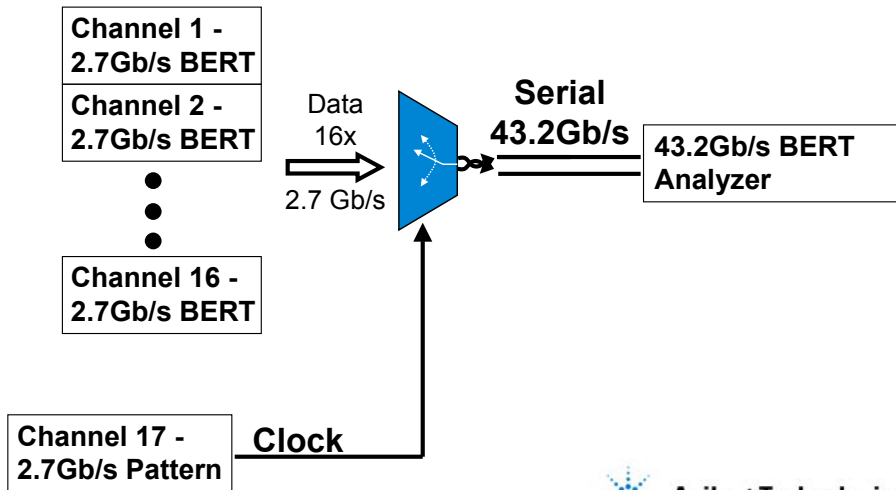 Channel 1 -
2.7Gb/s BERT
Channel 2 -
2.7Gb/s BERT
Data
16x
2.7 Gb/s
Serial
43.2Gb/s
43.2Gb/s BERT
Analyzer
Channel 16 -
2.7Gb/s BERT
Channel 17 -
2.7Gb/s Pattern
Clock